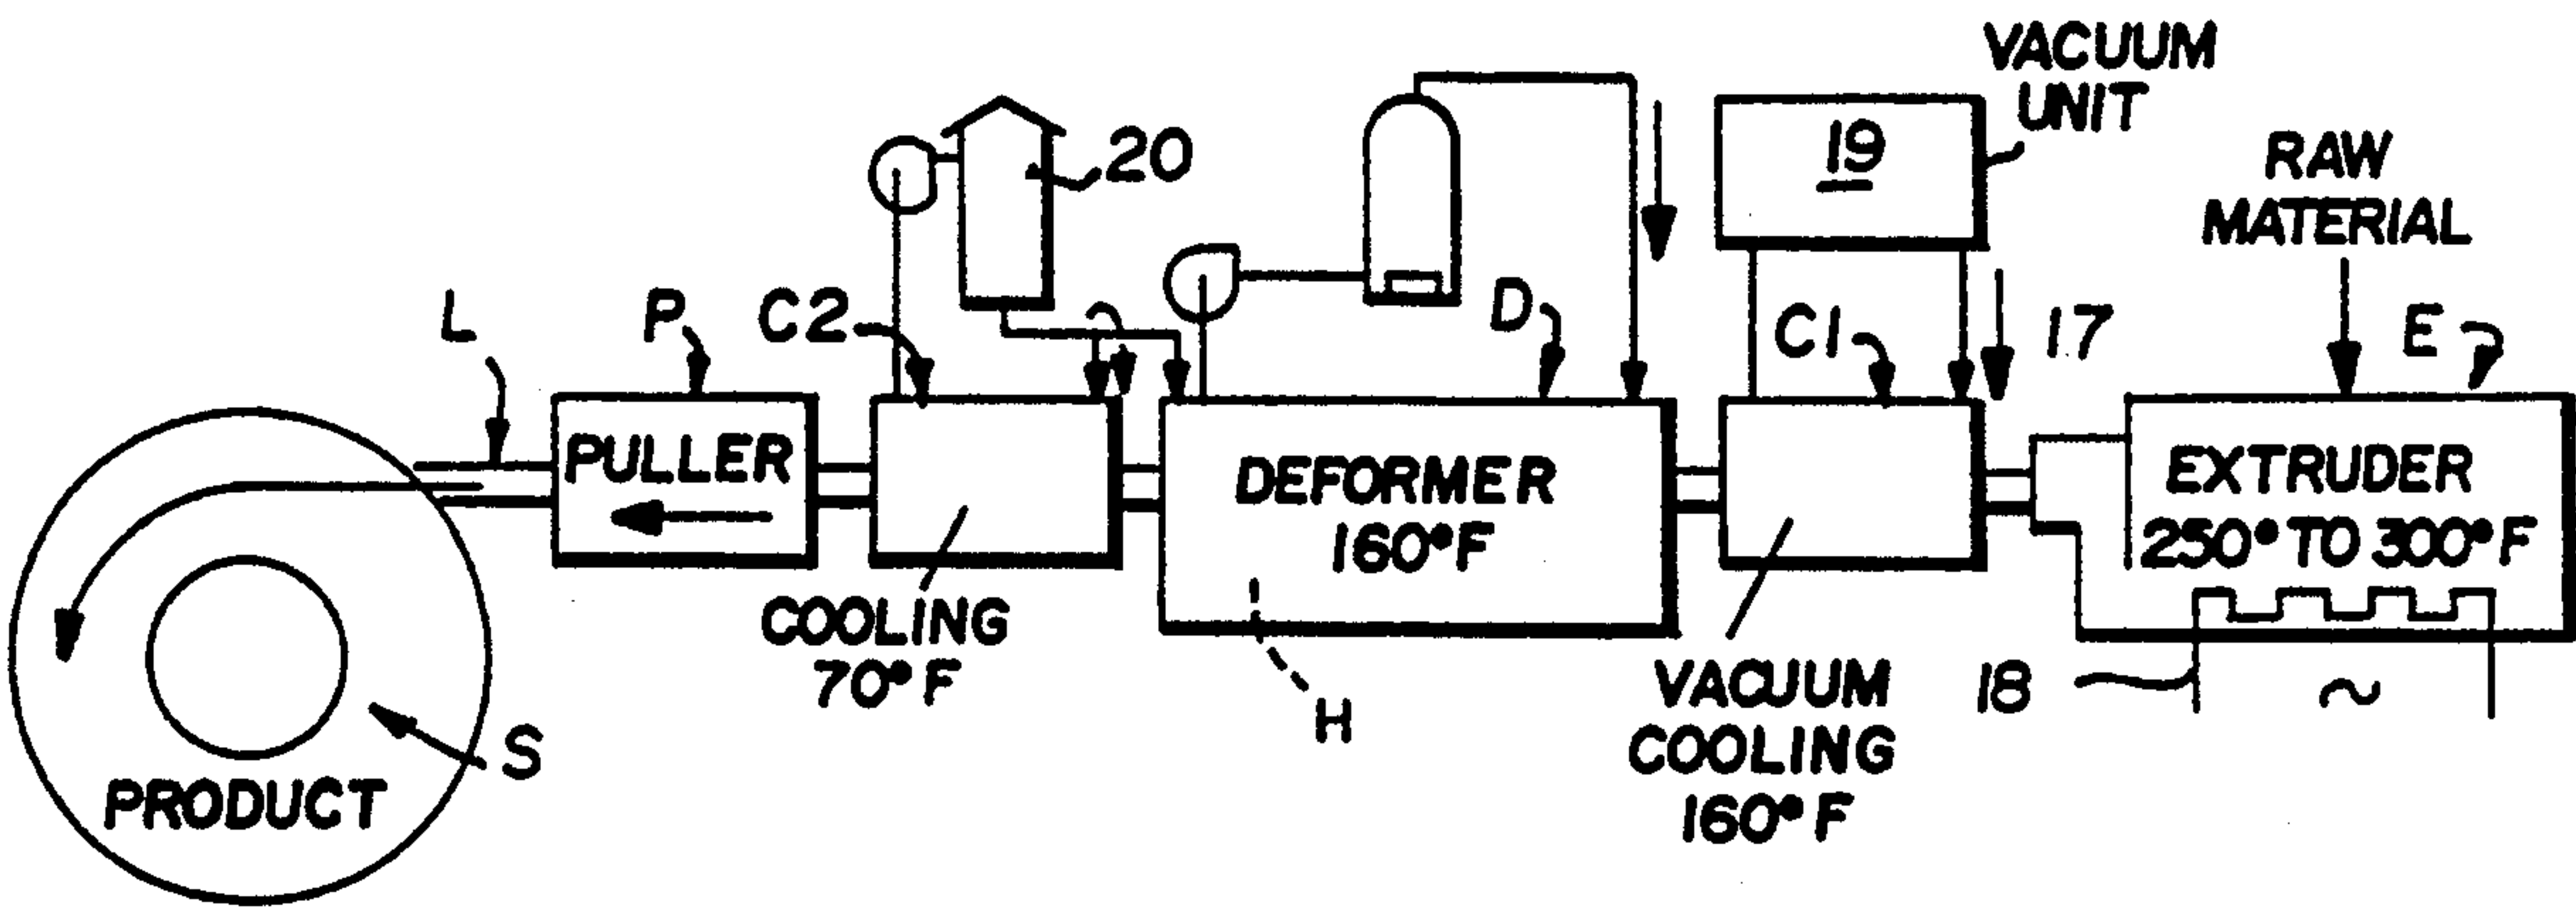 VACUUM
UNIT
19
20
RAW
MATERIAL
L
P
C2
D
C1
17
E
PULLER
DEFORMER
160°F
EXTRUDER
250° TO 300°F
COOLING
70°F
H
VACUUM
COOLING
160°F
18
~
S
PRODUCT